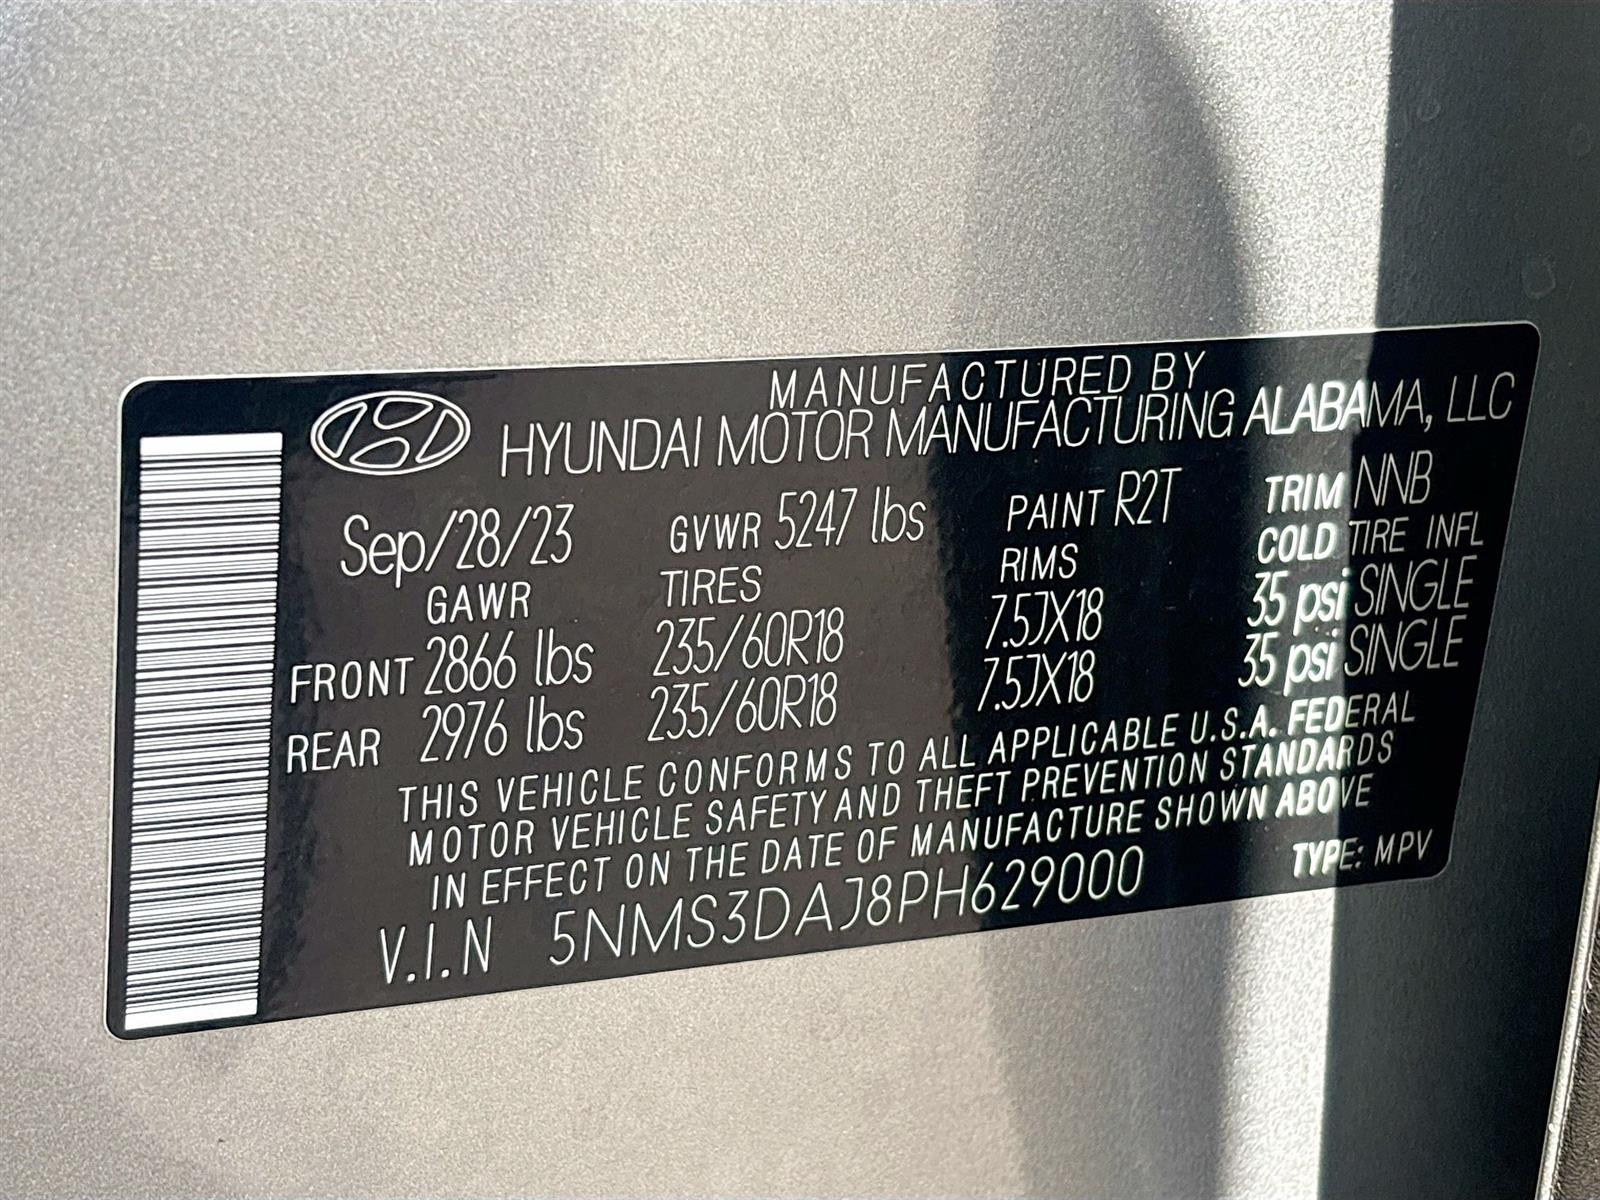 MANUFACTURED BY
HYUNDAI MOTOR MANUFACTURING ALABAMA, LLC
Sep/28/23 GVWR 5247 lbs PAINT R2T TRIM NNB
GAWR TIRES RIMS COLD TIRE INFL
FRONT 2866 lbs 235/60R18 7.5JX18 35 psi SINGLE
REAR 2976 lbs 235/60R18 7.5JX18 35 psi SINGLE
THIS VEHICLE CONFORMS TO ALL APPLICABLE U.S.A. FEDERAL
MOTOR VEHICLE SAFETY AND THEFT PREVENTION STANDARDS
IN EFFECT ON THE DATE OF MANUFACTURE SHOWN ABOVE
V.I.N 5NMS3DAJ8PH629000 TYPE: MPV